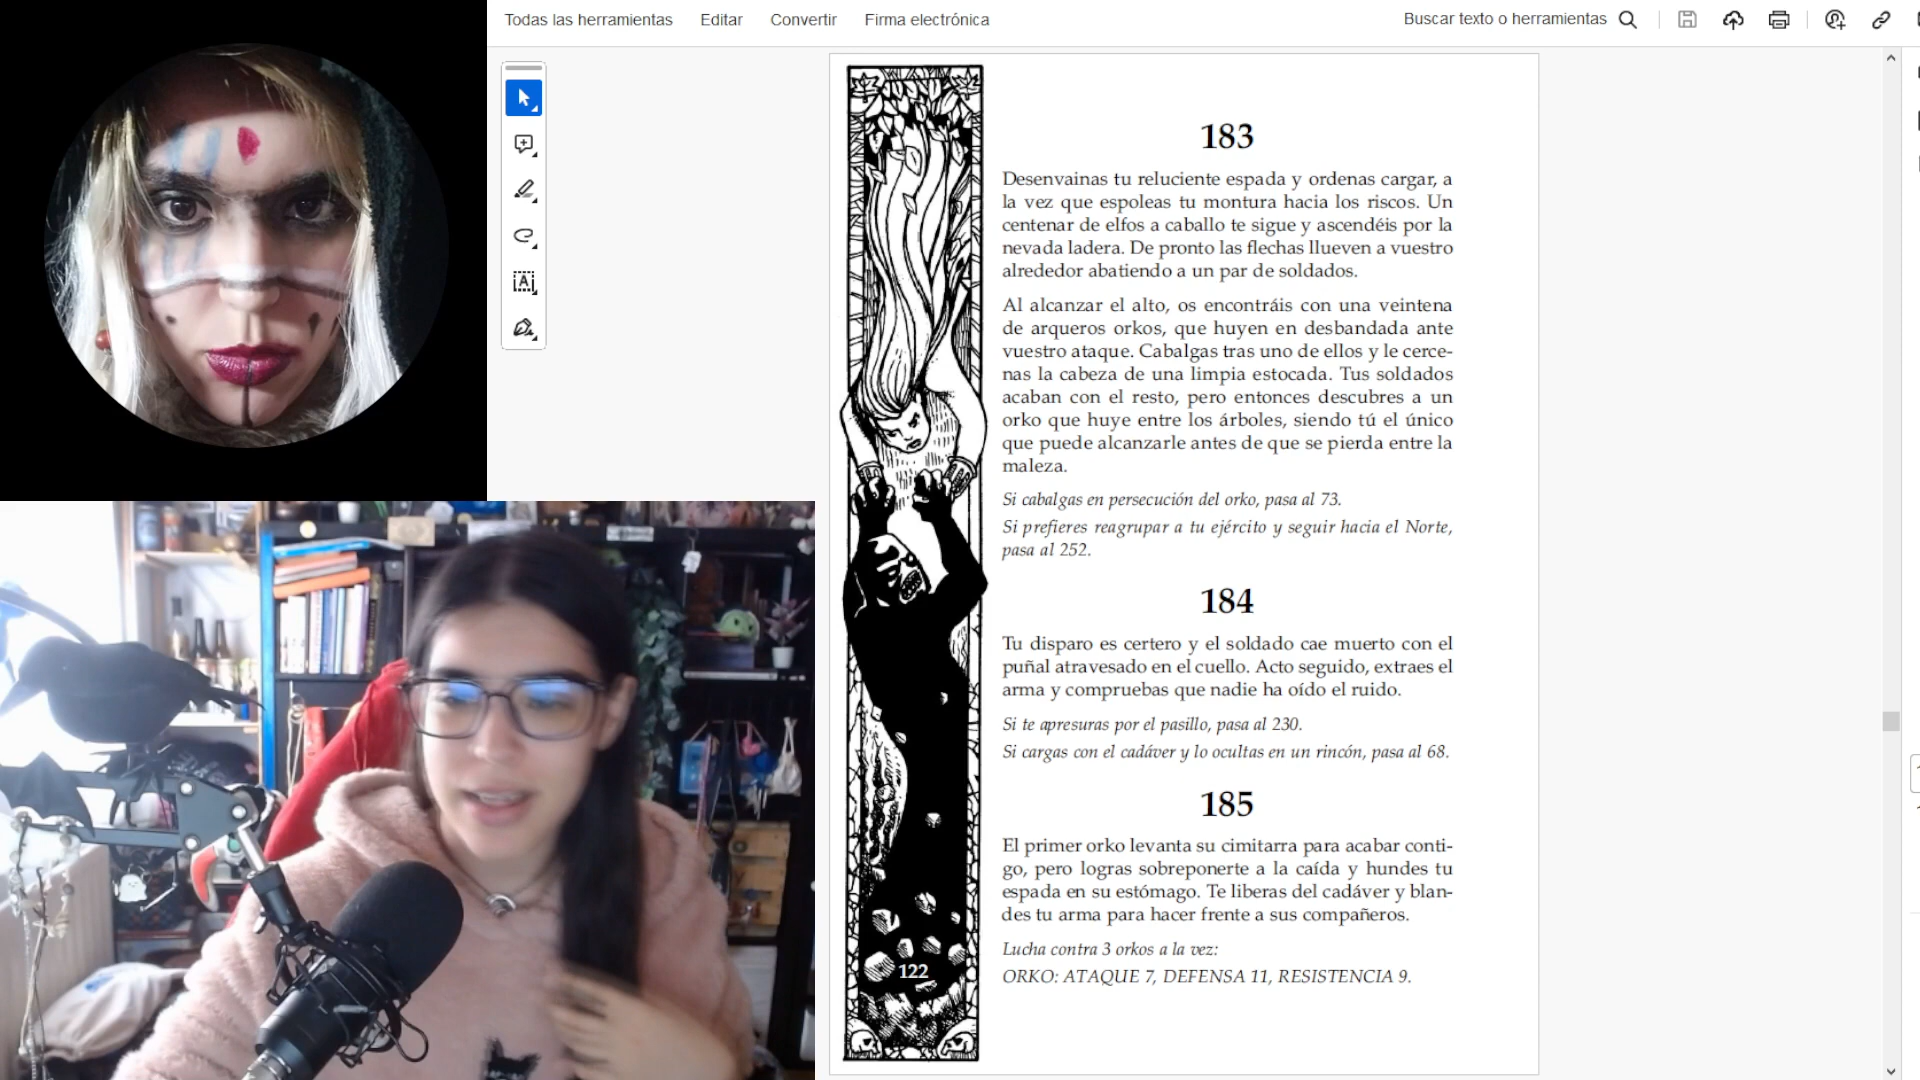 Todas las herramientas
Editar
Convertir
Firma electrónica
Buscar texto o herramientas
183
Desenvainas tu reluciente espada y ordenas cargar, a
la vez que espoleas tu montura hacia los riscos. Un
centenar de elfos a caballo te sigue y ascendéis por la
nevada ladera. De pronto las flechas llueven a vuestro
alrededor abatiendo a un par de soldados.
Al alcanzar el alto, os encontráis con una veintena
de arqueros orkos, que huyen en desbandada ante
vuestro ataque. Cabalgas tras uno de ellos y le cerce-
nas la cabeza de una limpia estocada. Tus soldados
acaban con el resto, pero entonces descubres a un
orko que huye entre los árboles, siendo tú el único
que puede alcanzarle antes de que se pierda entre la
maleza.
Si cabalgas en persecución del orko, pasa al 73.
Si prefieres reagrupar a tu ejército y seguir hacia el Norte,
pasa al 252.
184
Tu disparo es certero y el soldado cae muerto con el
puñal atravesado en el cuello. Acto seguido, extraes el
arma y compruebas que nadie ha oído el ruido.
Si te apresuras por el pasillo, pasa al 230.
Si cargas con el cadáver y lo ocultas en un rincón, pasa al 68.
185
El primer orko levanta su cimitarra para acabar conti-
go, pero logras sobreponerte a la caída y hundes tu
espada en su estómago. Te liberas del cadáver y blan-
des tu arma para hacer frente a sus compañeros.
Lucha contra 3 orkos a la vez:
ORKO: ATAQUE 7, DEFENSA 11, RESISTENCIA 9.
122